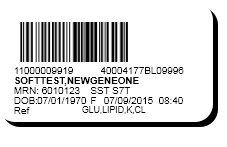 11000009919 40004177BL09996
SOFTTEST,NEWGENEONE
MRN: 6010123 SST S7T
DOB:07/01/1970 F 07/09/2015 08:40
Ref GLU,LIPID,K,CL